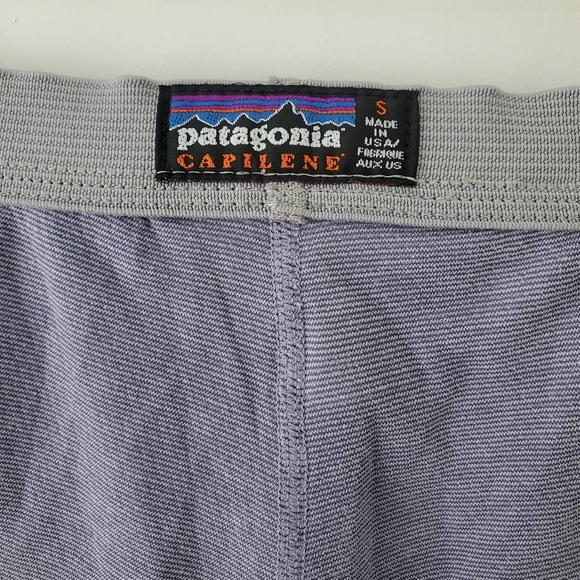 patagonia
CAPILENE
S
MADE
IN
USA/
FABRIQUE
AUX US